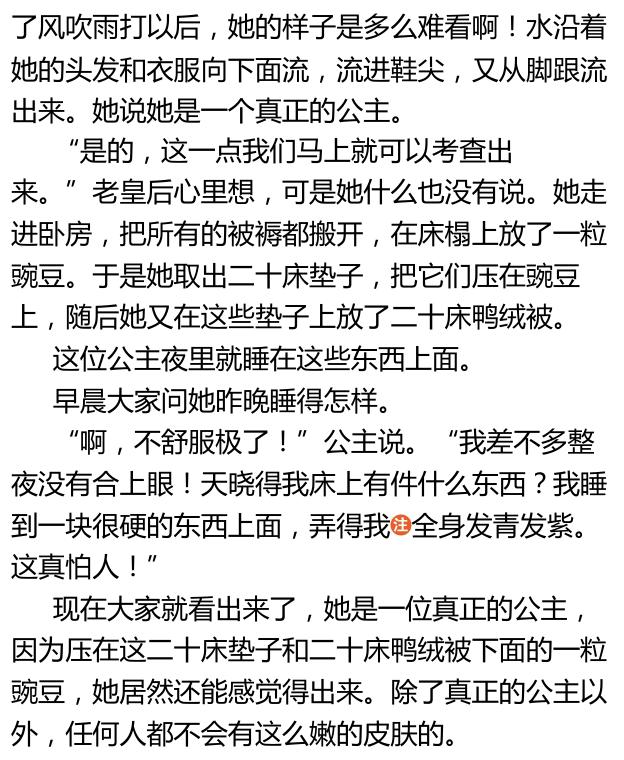 了风吹雨打以后，她的样子是多么难看啊！水沿着
她的头发和衣服向下面流，流进鞋尖，又从脚跟流
出来。她说她是一个真正的公主。
“是的，这一点我们马上就可以考查出
来。”老皇后心里想，可是她什么也没有说。她走
进卧房，把所有的被褥都搬开，在床榻上放了一粒
豌豆。于是她取出二十床垫子，把它们压在豌豆
上，随后她又在这些垫子上放了二十床鸭绒被。
这位公主夜里就睡在这些东西上面。
早晨大家问她昨晚睡得怎样。
“啊，不舒服极了！”公主说。“我差不多整
夜没有合上眼！天晓得我床上有件什么东西？我睡
到一块很硬的东西上面，弄得我注全身发青发紫。
这真怕人！”
现在大家就看出来了，她是一位真正的公主，
因为压在这二十床垫子和二十床鸭绒被下面的一粒
豌豆，她居然还能感觉得出来。除了真正的公主以
外，任何人都不会有这么嫩的皮肤的。